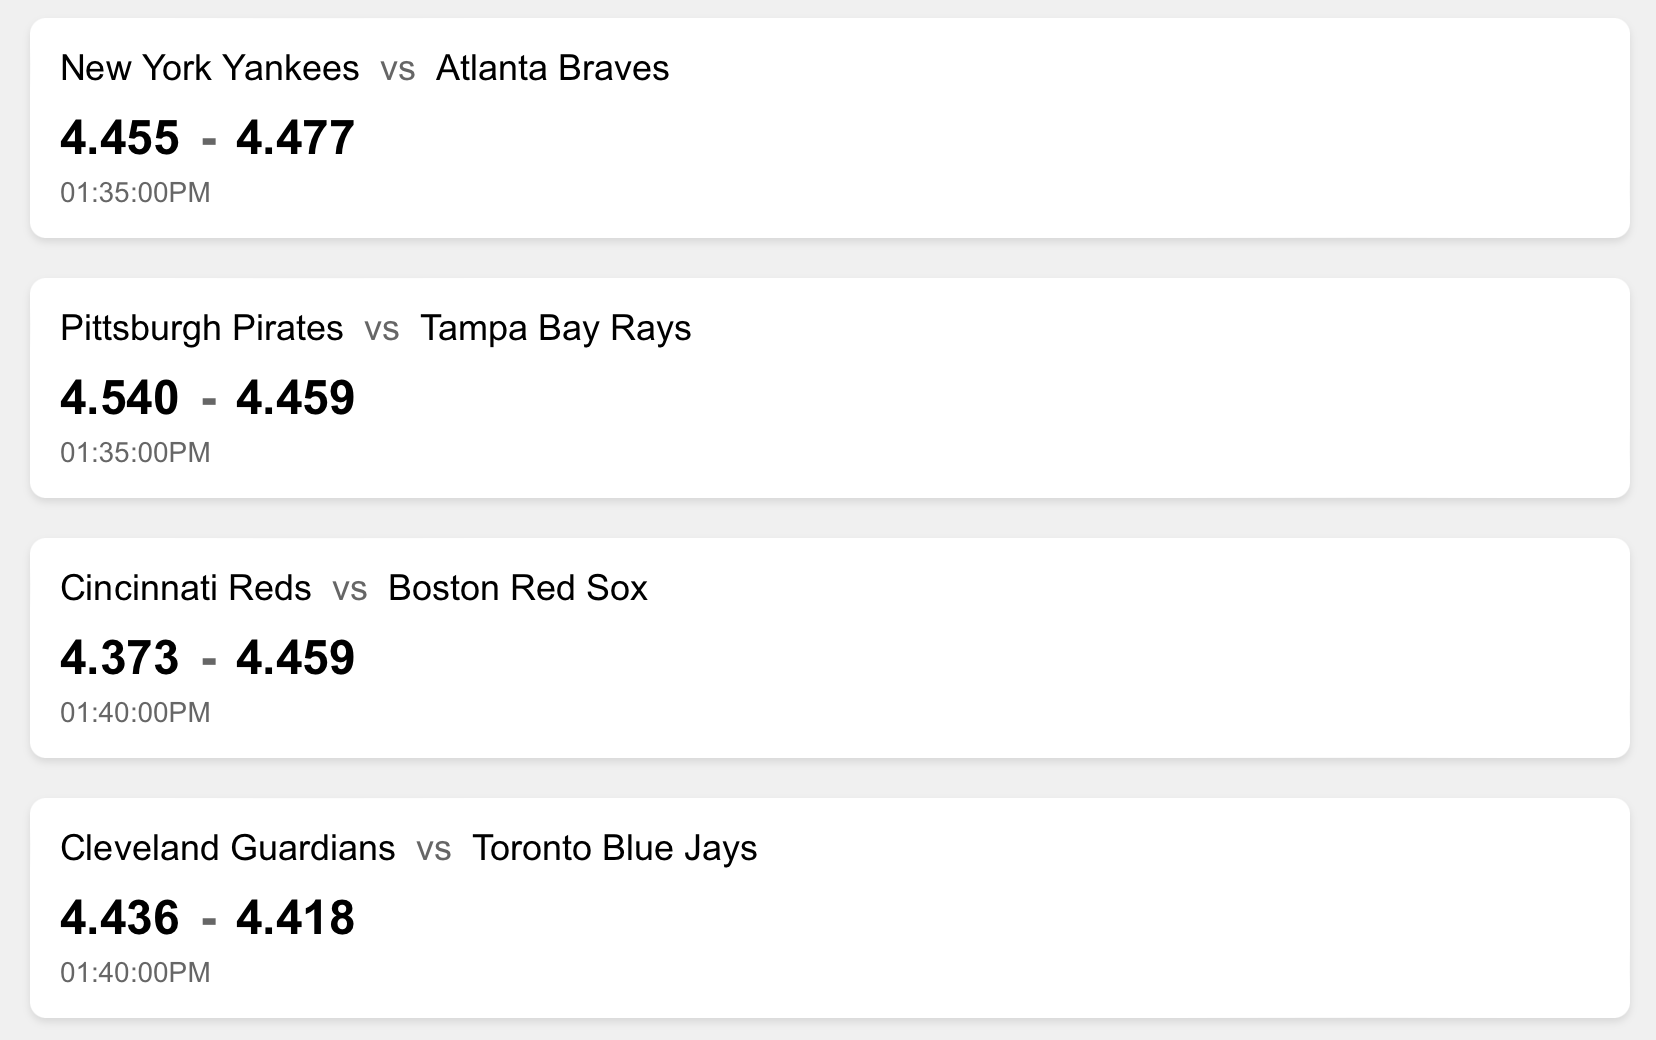 New York Yankees vs Atlanta Braves
4.455 - 4.477
01:35:00PM
Pittsburgh Pirates vs Tampa Bay Rays
4.540 - 4.459
01:35:00PM
Cincinnati Reds vs Boston Red Sox
4.373 - 4.459
01:40:00PM
Cleveland Guardians vs Toronto Blue Jays
4.436 - 4.418
01:40:00PM